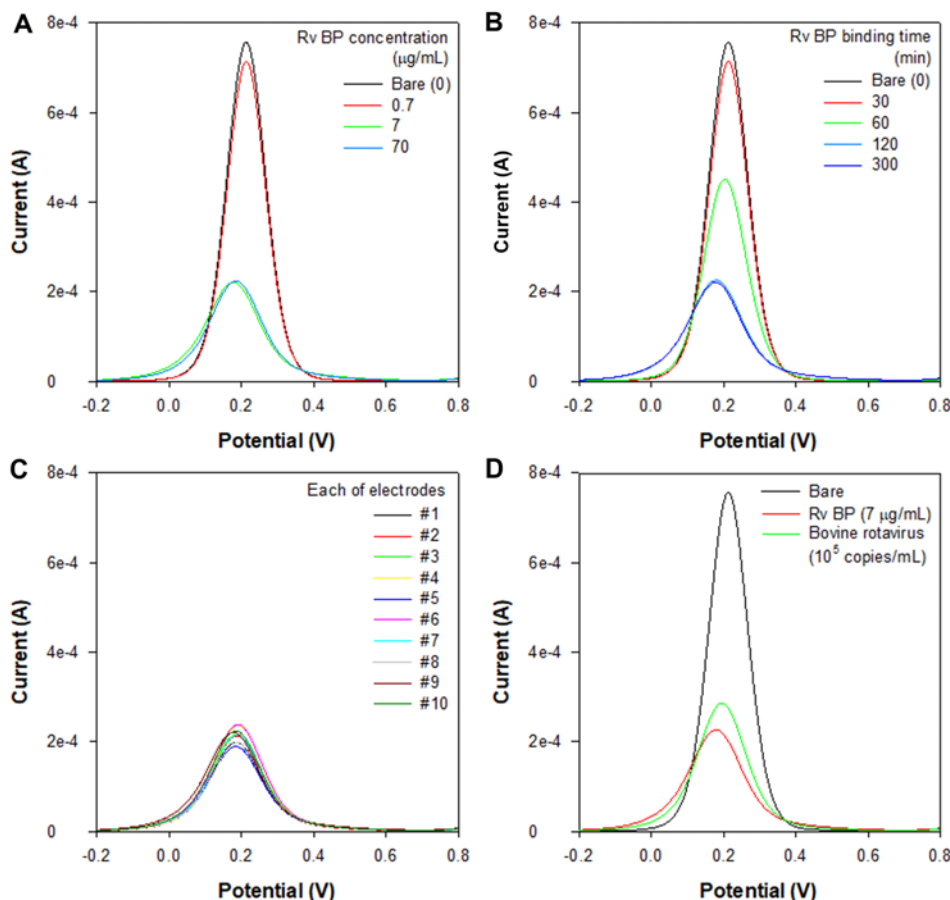 A
8e-4
6e-4
4e-4
2e-4
0
Current (A)
-0.2 0.0 0.2 0.4 0.6 0.8
Potential (V)
Rv BP concentration
(μg/mL)
Bare (0)
0.7
7
70
B
8e-4
6e-4
4e-4
2e-4
0
Current (A)
-0.2 0.0 0.2 0.4 0.6 0.8
Potential (V)
Rv BP binding time
(min)
Bare (0)
30
60
120
300
C
8e-4
6e-4
4e-4
2e-4
0
Current (A)
-0.2 0.0 0.2 0.4 0.6 0.8
Potential (V)
Each of electrodes
#1
#2
#3
#4
#5
#6
#7
#8
#9
#10
D
8e-4
6e-4
4e-4
2e-4
0
Current (A)
-0.2 0.0 0.2 0.4 0.6 0.8
Potential (V)
Bare
Rv BP (7 μg/mL)
Bovine rotavirus
(10⁵ copies/mL)